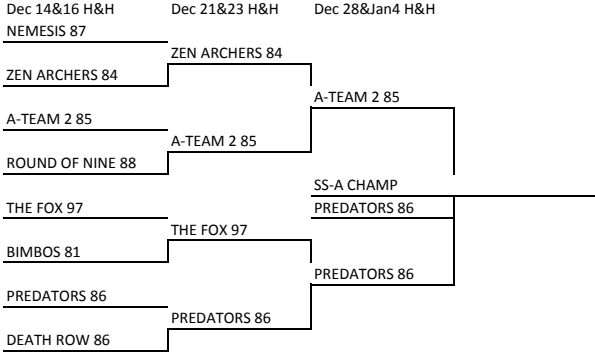 Dec 14&16 H&H Dec 21&23 H&H Dec 28&Jan4 H&H
NEMESIS 87
ZEN ARCHERS 84
ZEN ARCHERS 84
A-TEAM 2 85
A-TEAM 2 85
A-TEAM 2 85
ROUND OF NINE 88
SS-A CHAMP
THE FOX 97
PREDATORS 86
THE FOX 97
BIMBOS 81
PREDATORS 86
PREDATORS 86
PREDATORS 86
DEATH ROW 86